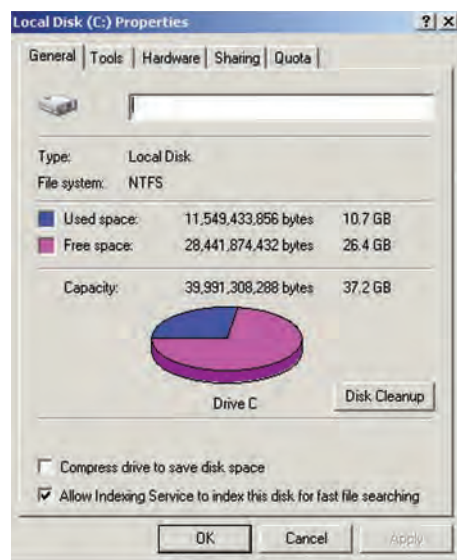 Local Disk (C:) Properties ? X
General Tools Hardware Sharing Quota
Type: Local Disk
File system: NTFS
Used space: 11,549,433,856 bytes 10.7 GB
Free space: 28,441,874,432 bytes 26.4 GB
Capacity: 39,991,308,288 bytes 37.2 GB
Drive C Disk Cleanup
Compress drive to save disk space
Allow Indexing Service to index this disk for fast file searching
OK Cancel Apply